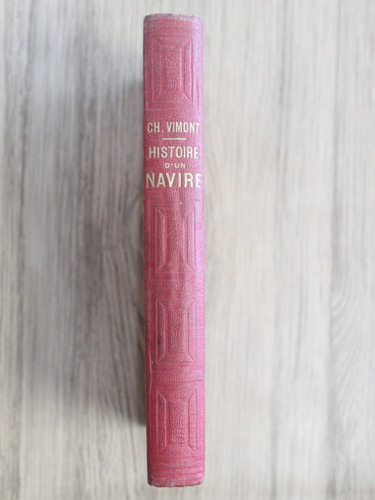 CH. VIMONT
HISTOIRE
D'UN
NAVIRE